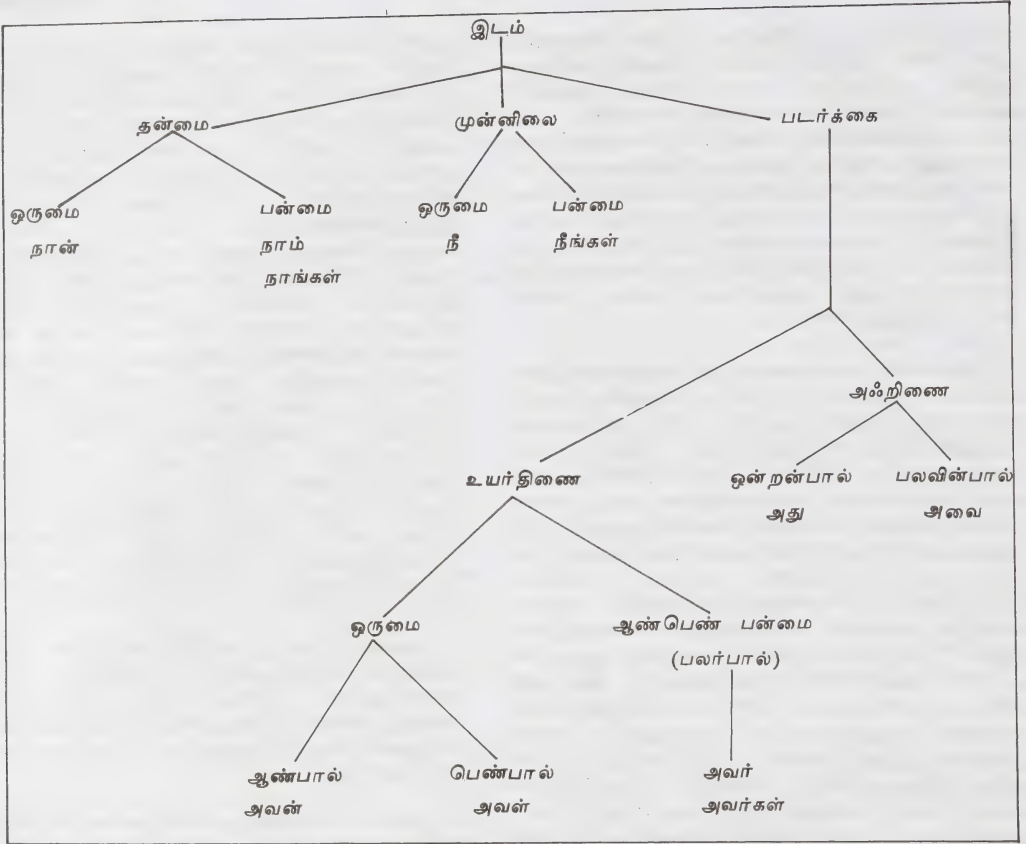 இடம்
தன்மை முன்னிலை படர்க்கை
ஒருமை பன்மை ஒருமை பன்மை
நான் நாம் நீ நீங்கள்
நாங்கள்
அஃறிணை
உயர்திணை ஒன்றன்பால் பலவின்பால்
அது அவை
ஒருமை ஆண்பெண் பன்மை
(பலர்பால்)
ஆண்பால் பெண்பால் அவர்
அவன் அவள் அவர்கள்